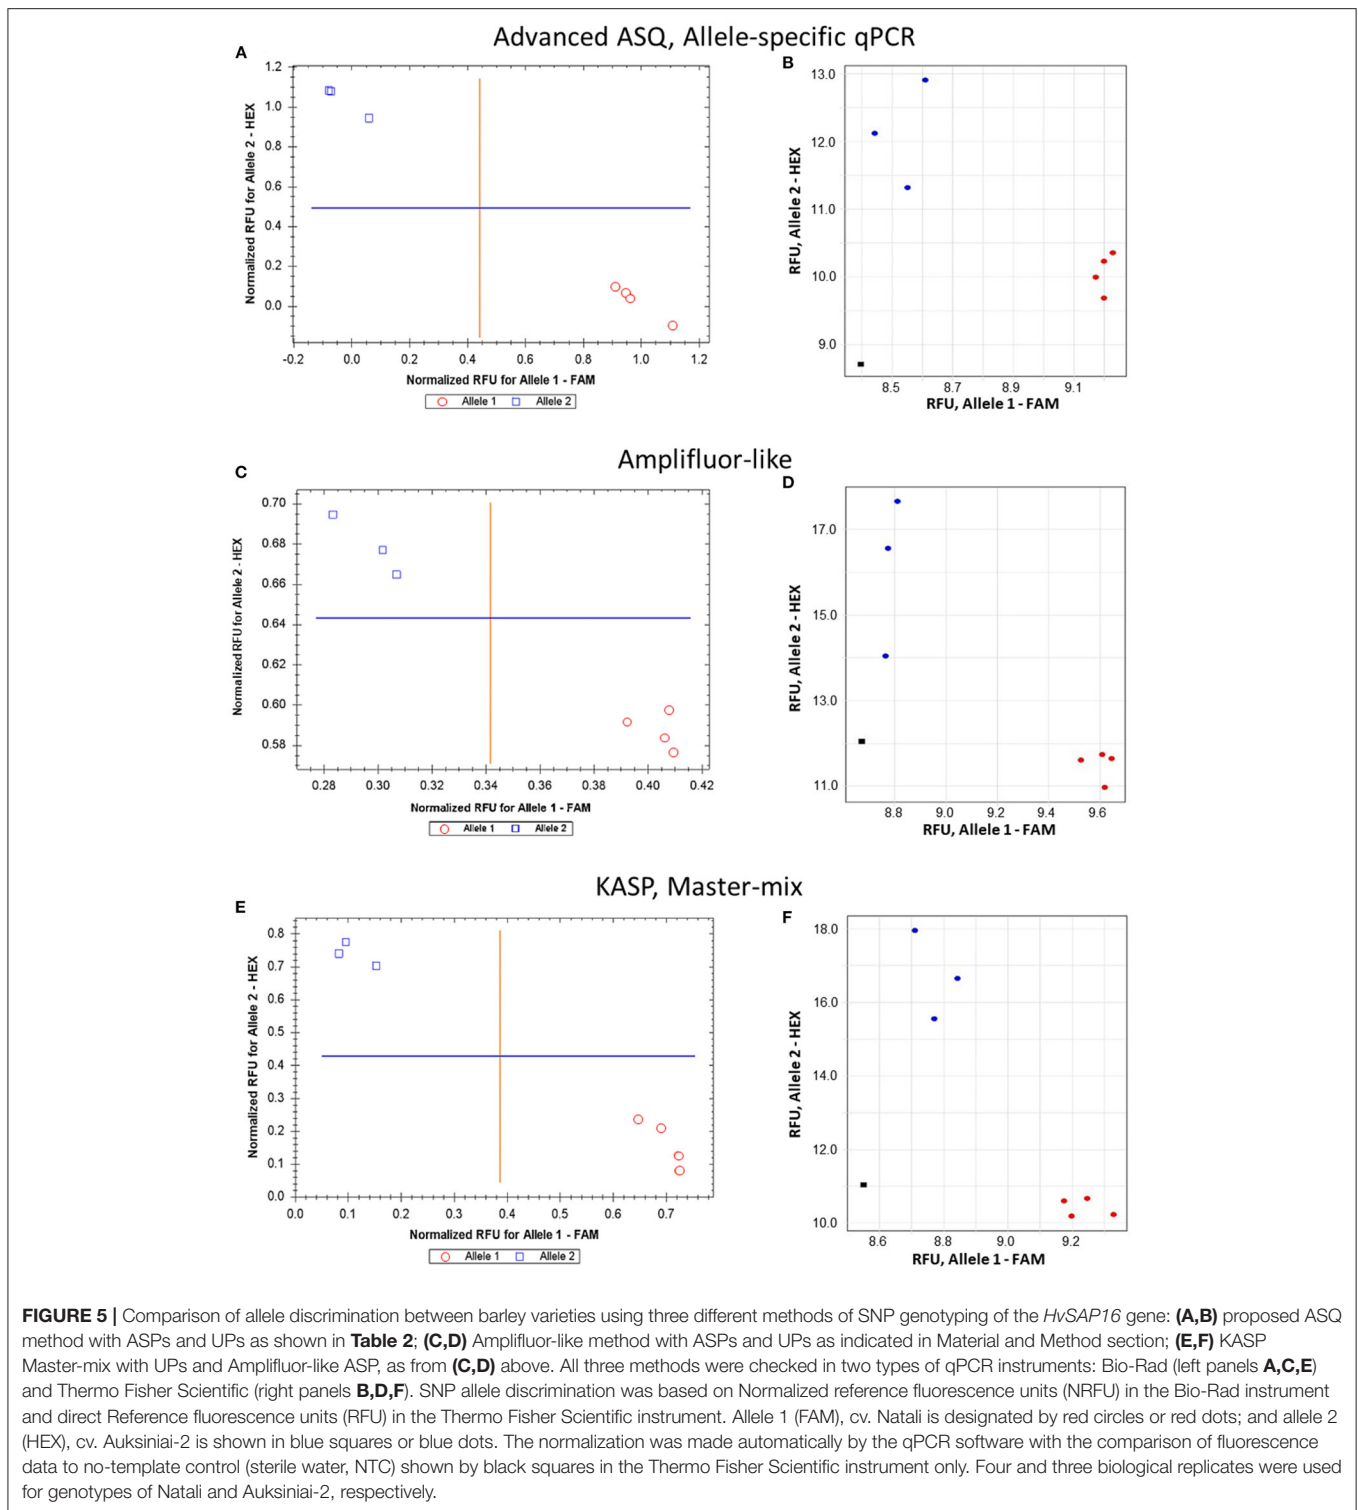 Advanced ASQ, Allele-specific qPCR
A
1.2
1.0
0.8
0.6
0.4
0.2
0.0
Normalized RFU for Allele 2 - HEX
-0.2 0.0 0.2 0.4 0.6 0.8 1.0 1.2
Normalized RFU for Allele 1 - FAM
Allele 1 Allele 2
B
13.0
12.0
11.0
10.0
9.0
RFU, Allele 2 - HEX
8.5 8.7 8.9 9.1
RFU, Allele 1 - FAM
Amplifluor-like
C
0.70
0.68
0.66
0.64
0.62
0.60
0.58
Normalized RFU for Allele 2 - HEX
0.28 0.30 0.32 0.34 0.36 0.38 0.40 0.42
Normalized RFU for Allele 1 - FAM
Allele 1 Allele 2
D
17.0
15.0
13.0
11.0
RFU, Allele 2 - HEX
8.8 9.0 9.2 9.4 9.6
RFU, Allele 1 - FAM
KASP, Master-mix
E
0.8
0.7
0.6
0.5
0.4
0.3
0.2
0.1
0.0
Normalized RFU for Allele 2 - HEX
0.0 0.1 0.2 0.3 0.4 0.5 0.6 0.7
Normalized RFU for Allele 1 - FAM
Allele 1 Allele 2
F
18.0
16.0
14.0
12.0
10.0
RFU, Allele 2 - HEX
8.6 8.8 9.0 9.2
RFU, Allele 1 - FAM
FIGURE 5 | Comparison of allele discrimination between barley varieties using three different methods of SNP genotyping of the HvSAP16 gene: (A,B) proposed ASQ
method with ASPs and UPs as shown in Table 2; (C,D) Amplifluor-like method with ASPs and UPs as indicated in Material and Method section; (E,F) KASP
Master-mix with UPs and Amplifluor-like ASP, as from (C,D) above. All three methods were checked in two types of qPCR instruments: Bio-Rad (left panels A,C,E)
and Thermo Fisher Scientific (right panels B,D,F). SNP allele discrimination was based on Normalized reference fluorescence units (NRFU) in the Bio-Rad instrument
and direct Reference fluorescence units (RFU) in the Thermo Fisher Scientific instrument. Allele 1 (FAM), cv. Natali is designated by red circles or red dots; and allele 2
(HEX), cv. Auksiniai-2 is shown in blue squares or blue dots. The normalization was made automatically by the qPCR software with the comparison of fluorescence
data to no-template control (sterile water, NTC) shown by black squares in the Thermo Fisher Scientific instrument only. Four and three biological replicates were used
for genotypes of Natali and Auksiniai-2, respectively.